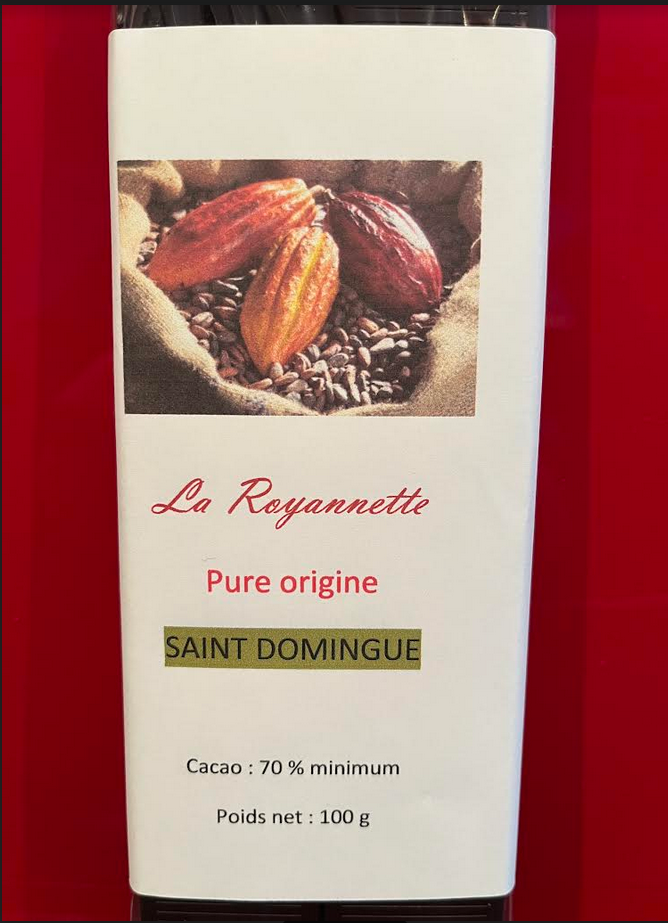 La Royannette
Pure origine
SAINT DOMINGUE
Cacao : 70 % minimum
Poids net : 100 g